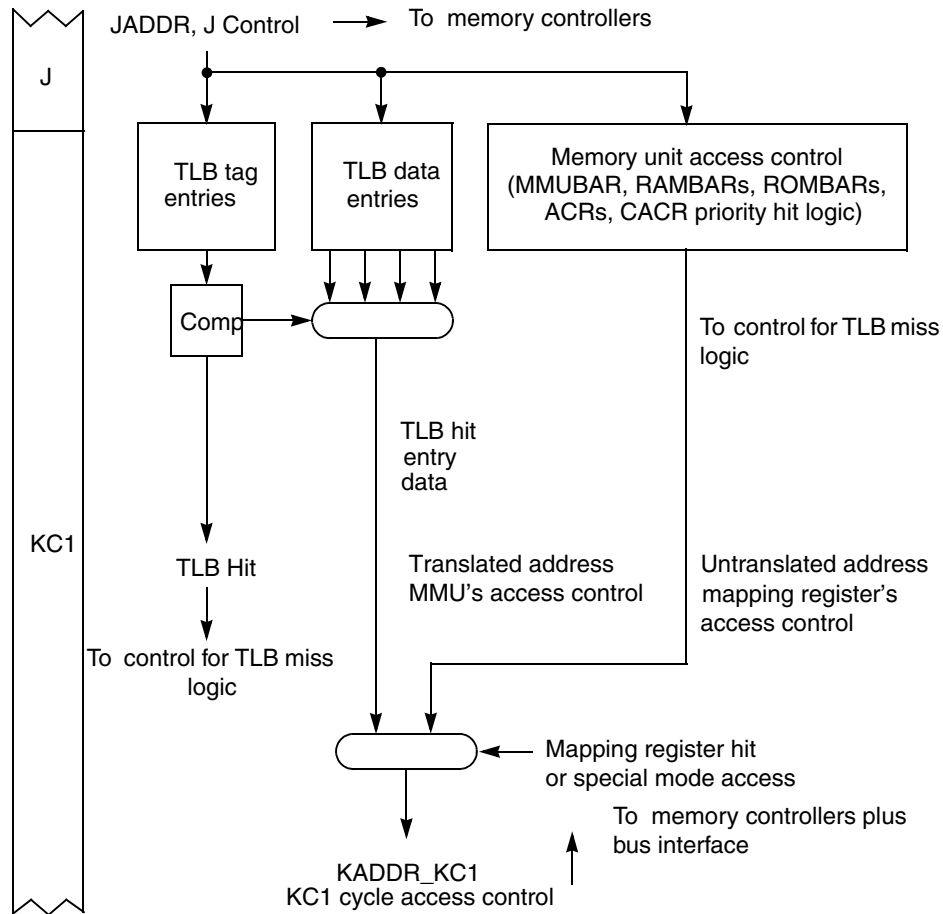 JADDR, J Control
To memory controllers
J
TLB tag
entries
TLB data
entries
Memory unit access control
(MMUBAR, RAMBARs, ROMBARs,
ACRs, CACR priority hit logic)
Comp
To control for TLB miss
logic
TLB hit
entry
data
KC1
TLB Hit
Translated address
MMU's access control
Untranslated address
mapping register's
access control
To control for TLB miss
logic
Mapping register hit
or special mode access
To memory controllers plus
bus interface
KADDR_KC1
KC1 cycle access control